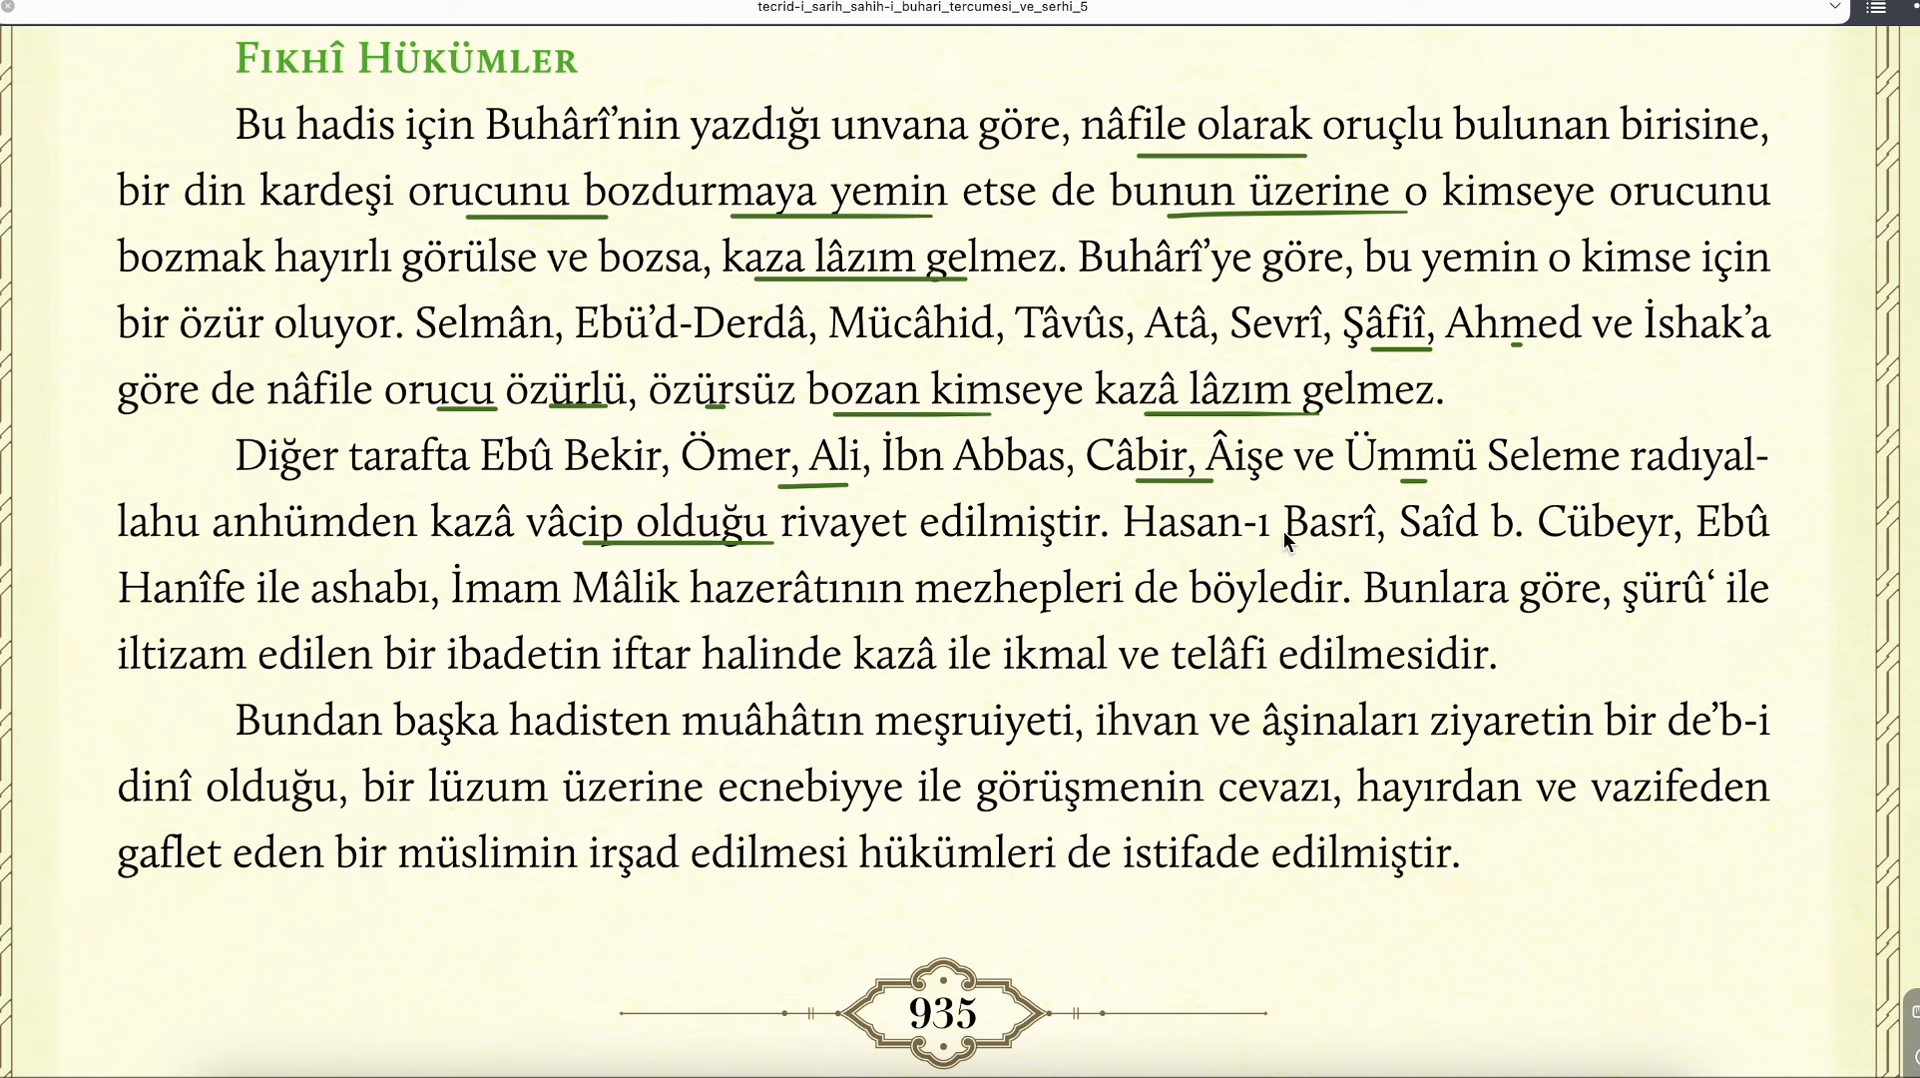 tecrid-i_sarih_sahih-i_buhari_tercumesi_ve_serhi_5
FIKHÎ HÜKÜMLER
Bu hadis için Buhârî’nin yazdığı unvana göre, nâfile olarak oruçlu bulunan birisine,
bir din kardeşi orucunu bozdurmaya yemin etse de bunun üzerine o kimseye orucunu
bozmak hayırlı görülse ve bozsa, kaza lâzım gelmez. Buhârî’ye göre, bu yemin o kimse için
bir özür oluyor. Selmân, Ebü’d-Derdâ, Mücâhid, Tâvûs, Atâ, Sevrî, Şâfiî, Ahmed ve İshak’a
göre de nâfile orucu özürlü, özürsüz bozan kimseye kazâ lâzım gelmez.
Diğer tarafta Ebû Bekir, Ömer, Ali, İbn Abbas, Câbir, Âişe ve Ümmü Seleme radıyal-
lahu anhümden kazâ vâcip olduğu rivayet edilmiştir. Hasan-ı Basrî, Saîd b. Cübeyr, Ebû
Hanîfe ile ashabı, İmam Mâlik hazerâtının mezhepleri de böyledir. Bunlara göre, şürû‘ ile
iltizam edilen bir ibadetin iftar halinde kazâ ile ikmal ve telâfi edilmesidir.
Bundan başka hadisten muâhâtın meşruiyeti, ihvan ve âşinaları ziyaretin bir de’b-i
dinî olduğu, bir lüzum üzerine ecnebiyye ile görüşmenin cevazı, hayırdan ve vazifeden
gaflet eden bir müslimin irşad edilmesi hükümleri de istifade edilmiştir.
935